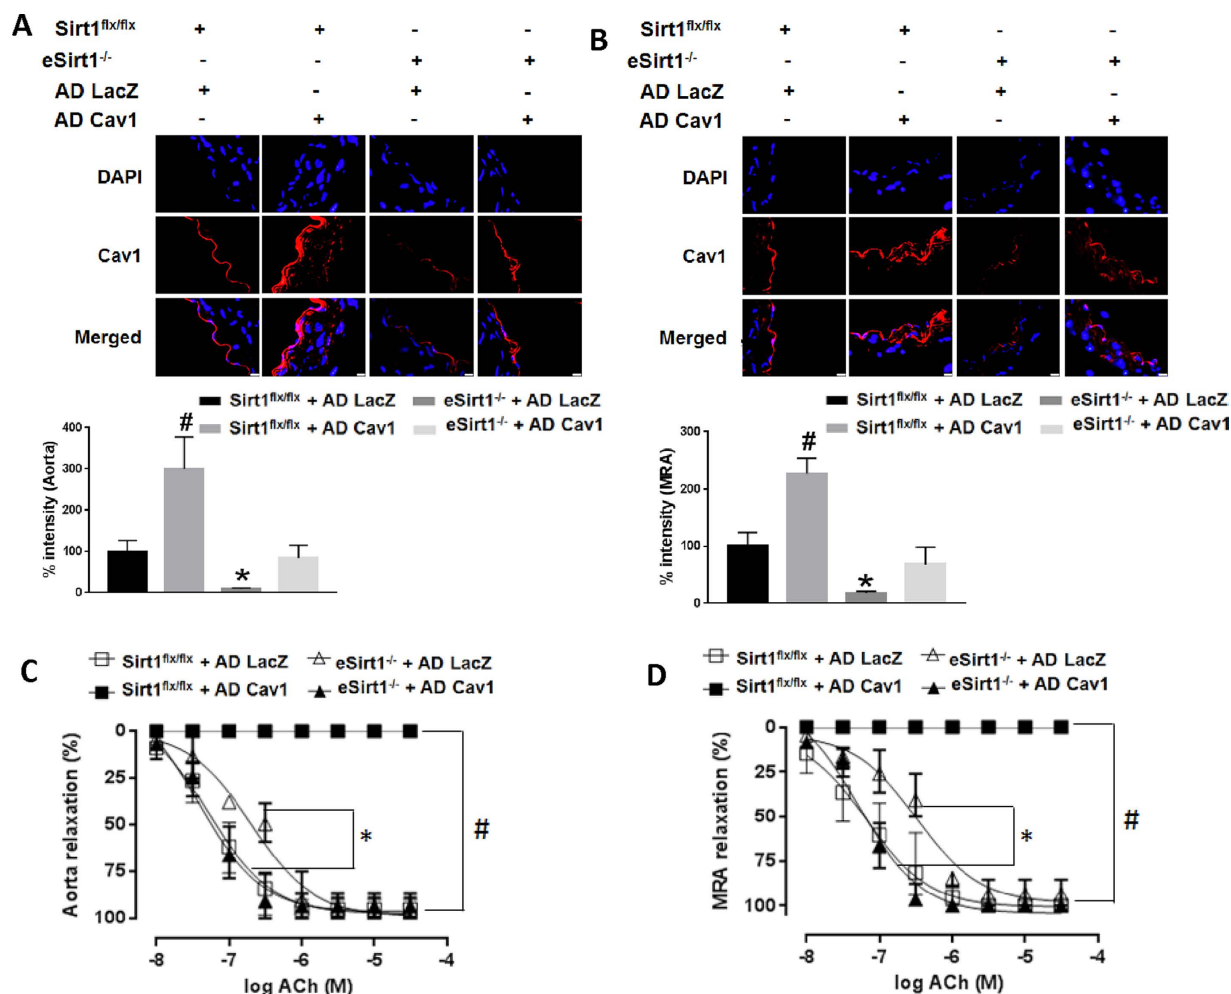 A
Sirt1flx/flx + + - -
eSirt1-/- - - + +
AD LacZ + - + -
AD Cav1 - + - +
DAPI
Cav1
Merged
Sirt1flx/flx + AD LacZ eSirt1-/- + AD LacZ
Sirt1flx/flx + AD Cav1 eSirt1-/- + AD Cav1
% intensity (Aorta)
400
300
200
100
0
#
*
B
Sirt1flx/flx + + - -
eSirt1-/- - - + +
AD LacZ + - + -
AD Cav1 - + - +
DAPI
Cav1
Merged
Sirt1flx/flx + AD LacZ eSirt1-/- + AD LacZ
Sirt1flx/flx + AD Cav1 eSirt1-/- + AD Cav1
% intensity (MRA)
300
200
100
0
#
*
C
Sirt1flx/flx + AD LacZ eSirt1-/- + AD LacZ
Sirt1flx/flx + AD Cav1 eSirt1-/- + AD Cav1
Aorta relaxation (%)
0
25
50
75
100
*
#
-8 -7 -6 -5 -4
log ACh (M)
D
Sirt1flx/flx + AD LacZ eSirt1-/- + AD LacZ
Sirt1flx/flx + AD Cav1 eSirt1-/- + AD Cav1
MRA relaxation (%)
0
25
50
75
100
*
#
-8 -7 -6 -5 -4
log ACh (M)